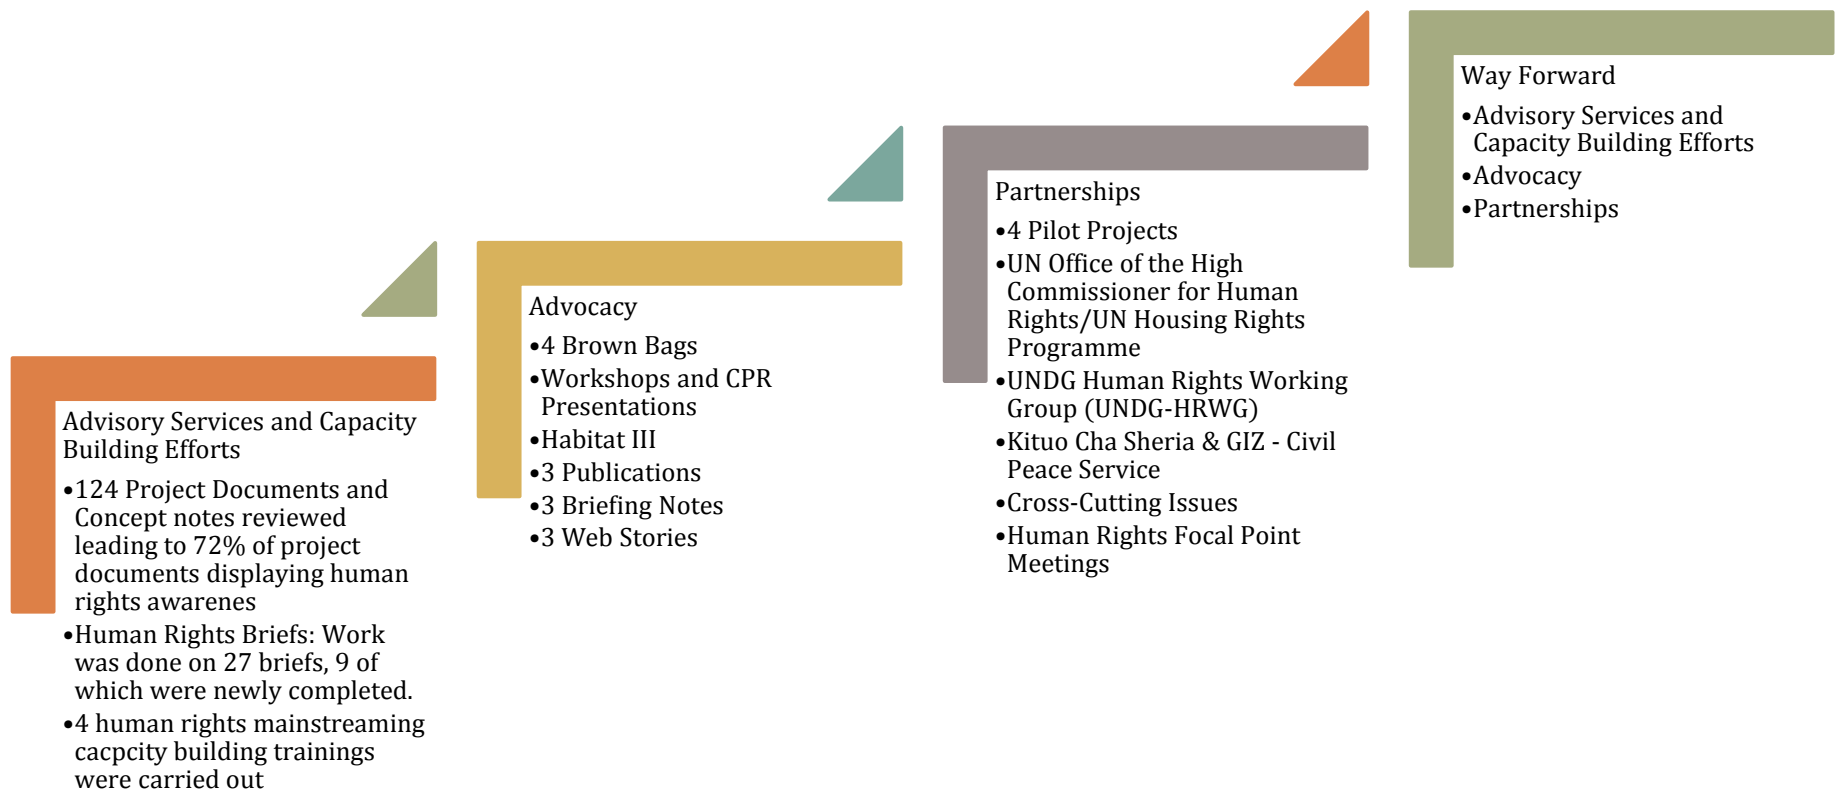 Advisory Services and Capacity
Building Efforts
•124 Project Documents and
Concept notes reviewed
leading to 72% of project
documents displaying human
rights awarenes
•Human Rights Briefs: Work
was done on 27 briefs, 9 of
which were newly completed.
•4 human rights mainstreaming
cacpcity building trainings
were carried out
Advocacy
•4 Brown Bags
•Workshops and CPR
Presentations
•Habitat III
•3 Publications
•3 Briefing Notes
•3 Web Stories
Partnerships
•4 Pilot Projects
•UN Office of the High
Commissioner for Human
Rights/UN Housing Rights
Programme
•UNDG Human Rights Working
Group (UNDG-HRWG)
•Kituo Cha Sheria & GIZ - Civil
Peace Service
•Cross-Cutting Issues
•Human Rights Focal Point
Meetings
Way Forward
•Advisory Services and
Capacity Building Efforts
•Advocacy
•Partnerships